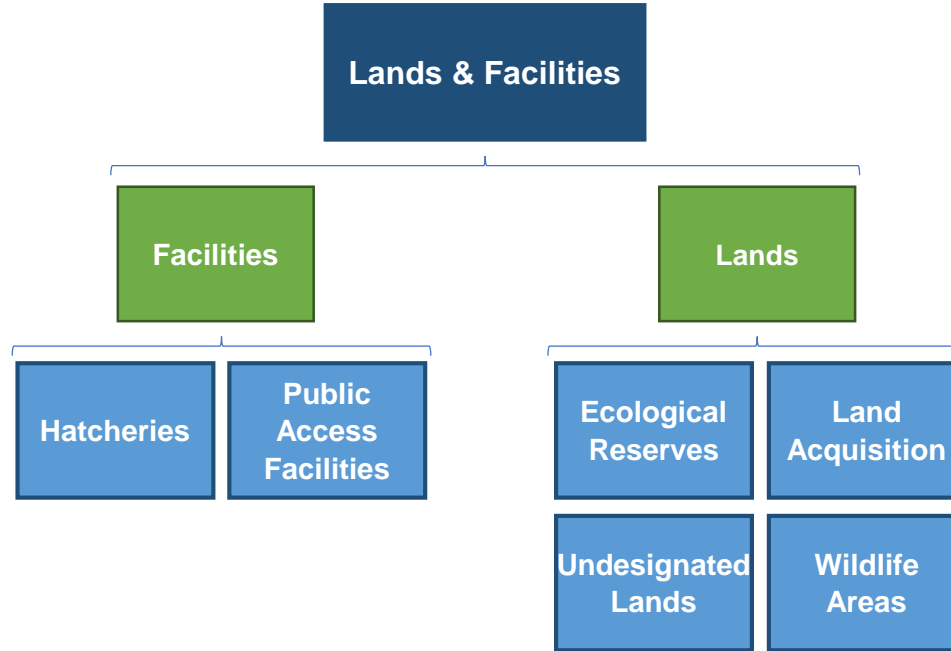 Lands & Facilities
Facilities
Lands
Hatcheries
Public
Access
Facilities
Ecological
Reserves
Land
Acquisition
Undesignated
Lands
Wildlife
Areas